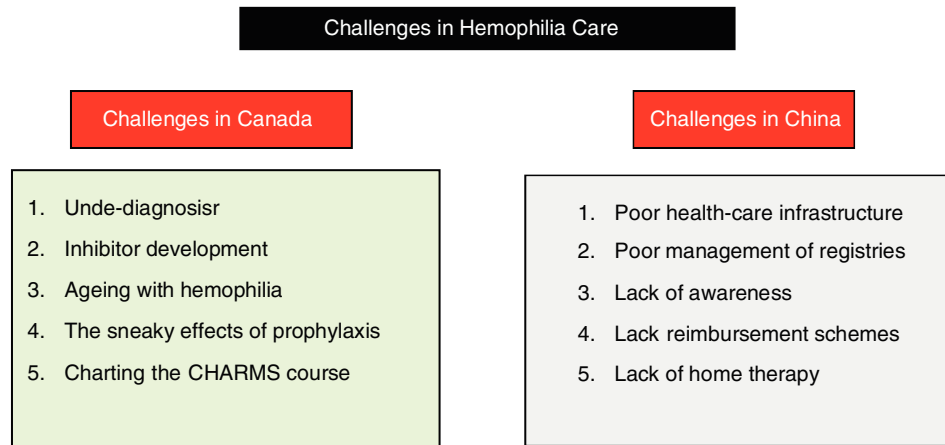 Challenges in Hemophilia Care
Challenges in Canada
1. Unde-diagnosisr
2. Inhibitor development
3. Ageing with hemophilia
4. The sneaky effects of prophylaxis
5. Charting the CHARMS course
Challenges in China
1. Poor health-care infrastructure
2. Poor management of registries
3. Lack of awareness
4. Lack reimbursement schemes
5. Lack of home therapy